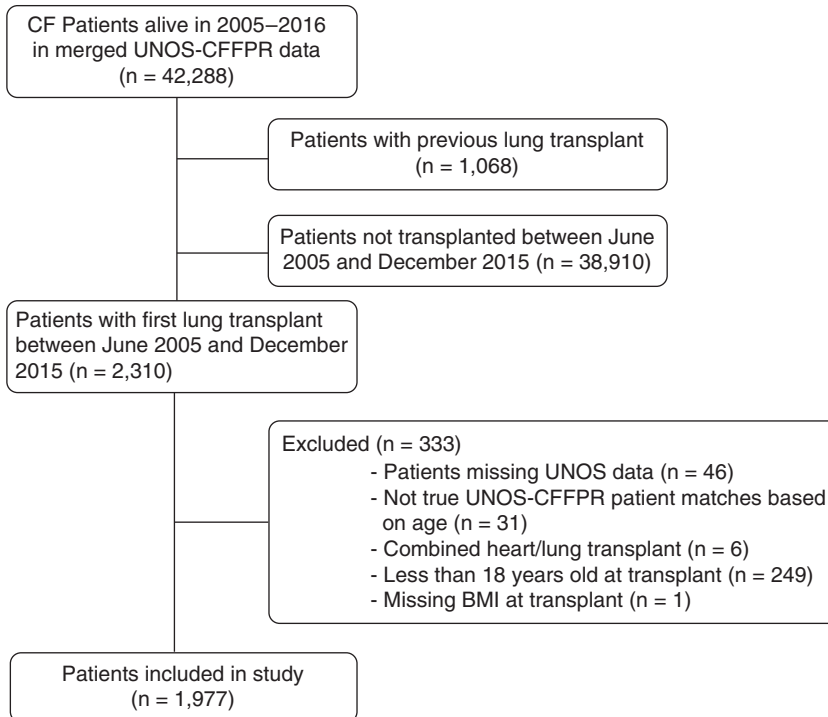 CF Patients alive in 2005–2016
in merged UNOS-CFFPR data
(n = 42,288)
Patients with previous lung transplant
(n = 1,068)
Patients not transplanted between June
2005 and December 2015 (n = 38,910)
Patients with first lung transplant
between June 2005 and December
2015 (n = 2,310)
Excluded (n = 333)
- Patients missing UNOS data (n = 46)
- Not true UNOS-CFFPR patient matches based
on age (n = 31)
- Combined heart/lung transplant (n = 6)
- Less than 18 years old at transplant (n = 249)
- Missing BMI at transplant (n = 1)
Patients included in study
(n = 1,977)